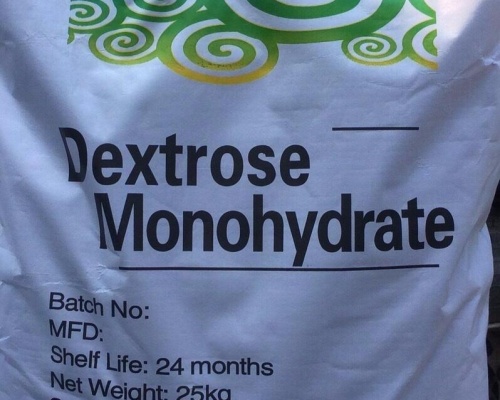 Dextrose
Monohydrate
Batch No:
MFD:
Shelf Life: 24 months
Net Weight: 25kg